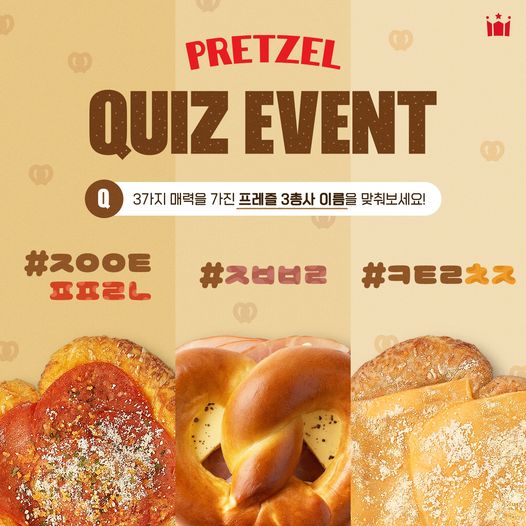 PRETZEL
QUIZ EVENT
Q 3가지 매력을 가진 프레즐 3총사 이름을 맞춰보세요!
#ㅈㅇㅇㅌ
ㅍㅍㄹㄴ
#ㅈㅂㅂㄹ
#ㅋㅌㄹㅊㅈ